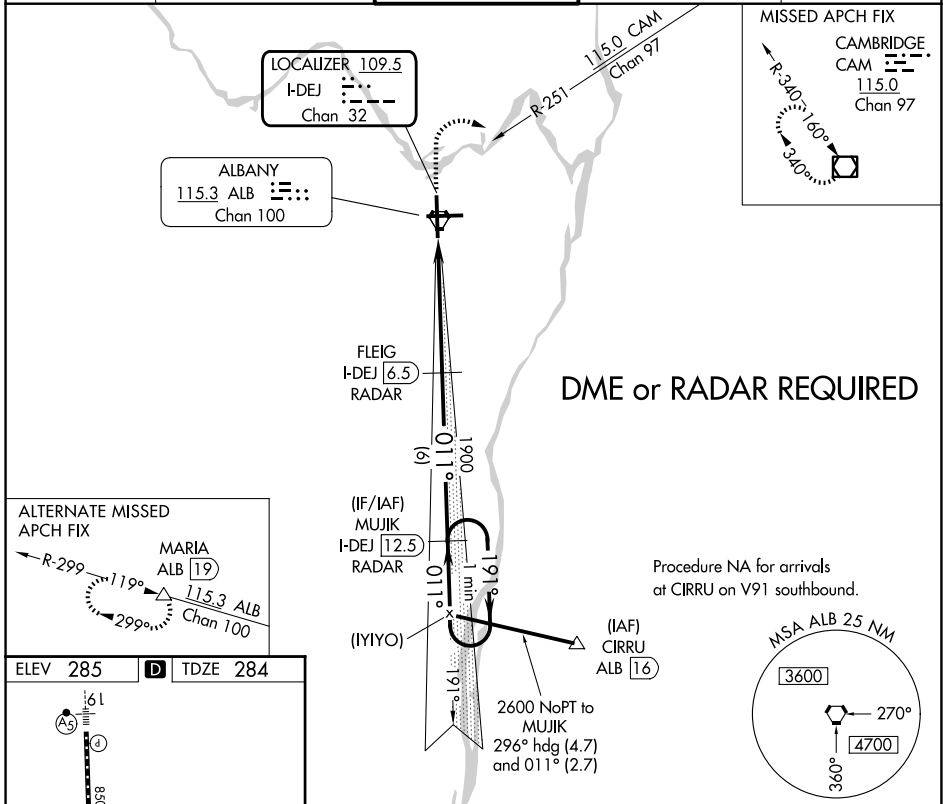 LOCALIZER 109.5
I-DEJ
Chan 32
ALBANY
115.3 ALB
Chan 100
115.0 CAM
Chan 97
R-251
MISSED APCH FIX
CAMBRIDGE
CAM
115.0
Chan 97
R-340
160°
340°
FLEIG
I-DEJ 6.5
RADAR
DME or RADAR REQUIRED
011°
(6)
1900
(IF/IAF)
MUJIK
I-DEJ 12.5
RADAR
011°
1 min
191°
(IYIYO)
191°
(IAF)
CIRRU
ALB 16
2600 NoPT to
MUJIK
296° hdg (4.7)
and 011° (2.7)
Procedure NA for arrivals
at CIRRU on V91 southbound.
ALTERNATE MISSED
APCH FIX
MARIA
ALB 19
R-299
119°
299°
115.3 ALB
Chan 100
MSA ALB 25 NM
3600
270°
4700
360°
ELEV 285
D
TDZE 284
19
A5
P
850